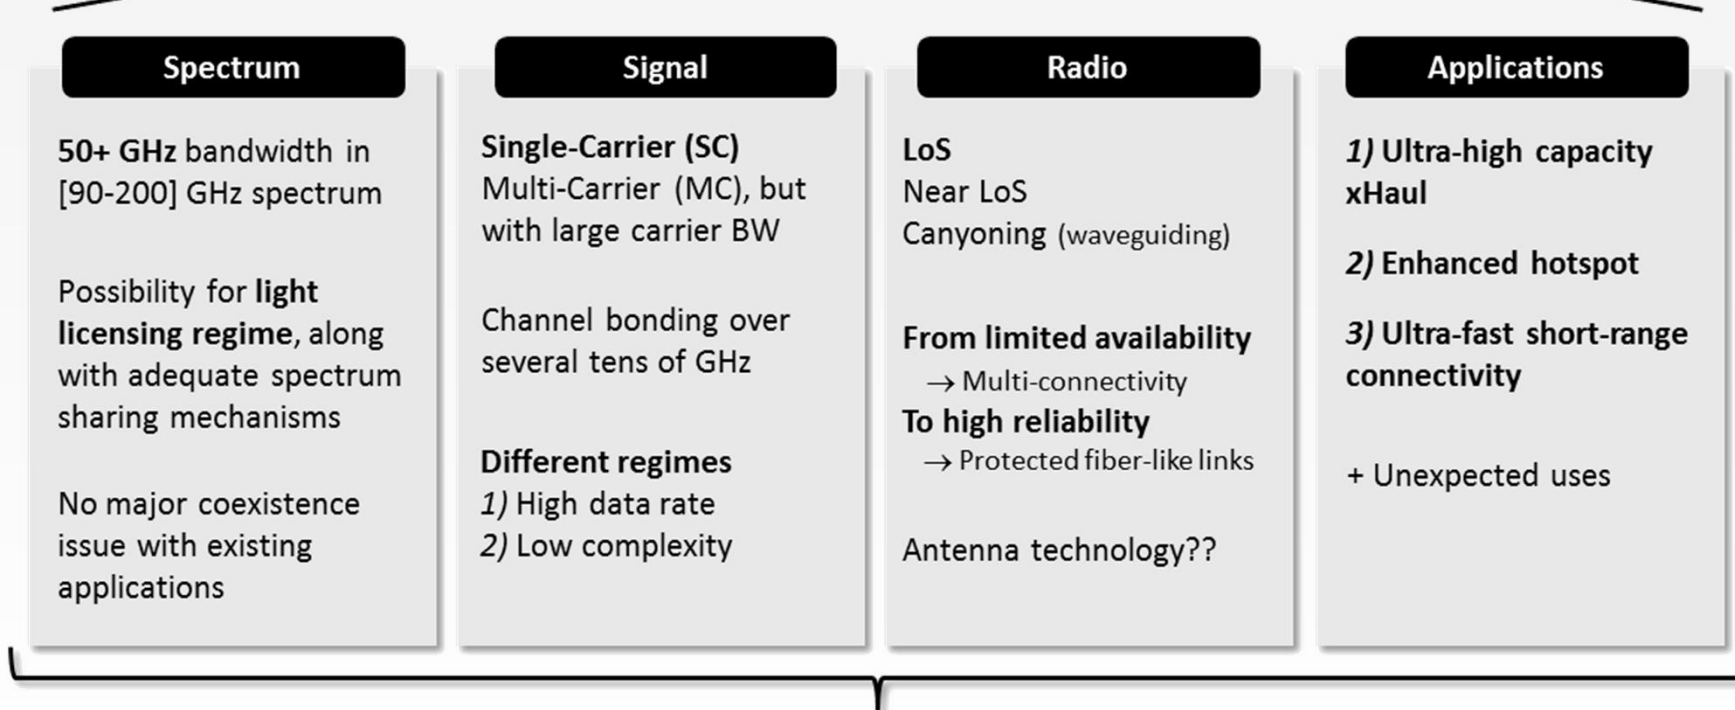 Spectrum
50+ GHz bandwidth in
[90-200] GHz spectrum
Possibility for light
licensing regime, along
with adequate spectrum
sharing mechanisms
No major coexistence
issue with existing
applications
Signal
Single-Carrier (SC)
Multi-Carrier (MC), but
with large carrier BW
Channel bonding over
several tens of GHz
Different regimes
1) High data rate
2) Low complexity
Radio
LoS
Near LoS
Canyoning (waveguiding)
From limited availability
→ Multi-connectivity
To high reliability
→ Protected fiber-like links
Antenna technology??
Applications
1) Ultra-high capacity
xHaul
2) Enhanced hotspot
3) Ultra-fast short-range
connectivity
+ Unexpected uses